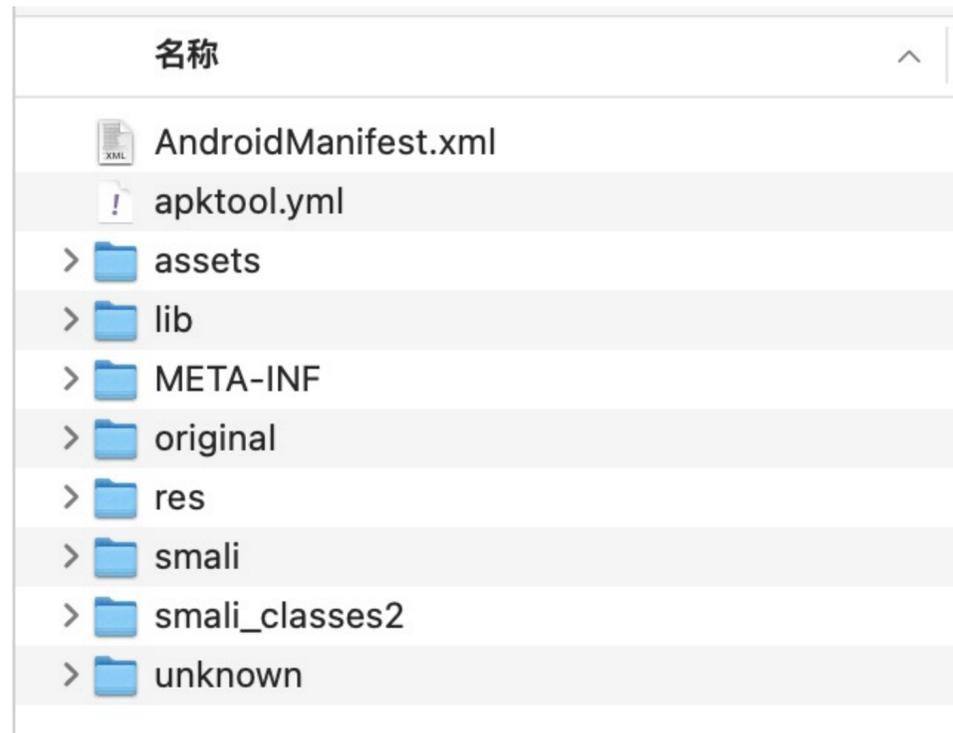 名称
AndroidManifest.xml
apktool.yml
assets
lib
META-INF
original
res
smali
smali_classes2
unknown